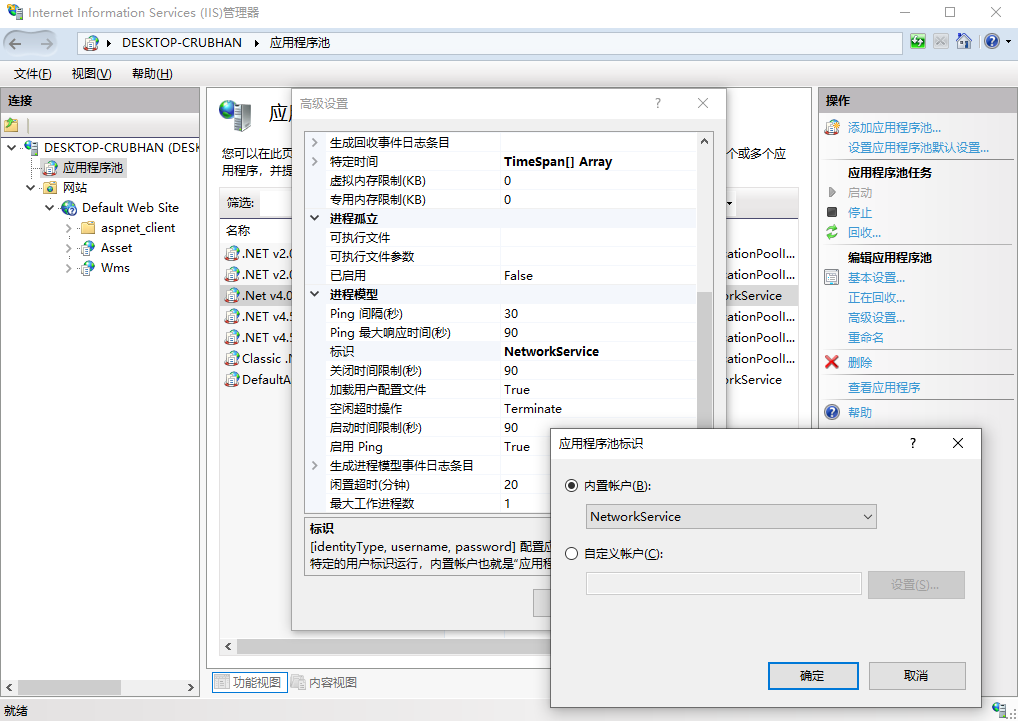 Internet Information Services (IIS)管理器
DESKTOP-CRUBHAN
应用程序池
文件(F)
视图(V)
帮助(H)
连接
DESKTOP-CRUBHAN (DESK
应用程序池
网站
Default Web Site
aspnet_client
Asset
Wms
您可以在此页
用程序，并提
个或多个应
筛选:
名称
.NET v2.0
.NET v2.0
.Net v4.0
.NET v4.5
.NET v4.5
Classic .N
DefaultA
cationPoolI...
cationPoolI...
rkService
cationPoolI...
cationPoolI...
cationPoolI...
rkService
功能视图
内容视图
就绪
高级设置
?
生成回收事件日志条目
特定时间 TimeSpan[] Array
虚拟内存限制(KB) 0
专用内存限制(KB) 0
进程孤立
可执行文件
可执行文件参数
已启用 False
进程模型
Ping 间隔(秒) 30
Ping 最大响应时间(秒) 90
标识 NetworkService
关闭时间限制(秒) 90
加载用户配置文件 True
空闲超时操作 Terminate
启动时间限制(秒) 90
启用 Ping True
生成进程模型事件日志条目
闲置超时(分钟) 20
最大工作进程数 1
标识
[identityType, username, password] 配置应
特定的用户标识运行，内置帐户也就是“应用程
操作
添加应用程序池...
设置应用程序池默认设置...
应用程序池任务
启动
停止
回收...
编辑应用程序池
基本设置...
正在回收...
高级设置...
重命名
删除
查看应用程序
帮助
应用程序池标识
?
内置帐户(B):
NetworkService
自定义帐户(C):
设置(S)...
确定
取消